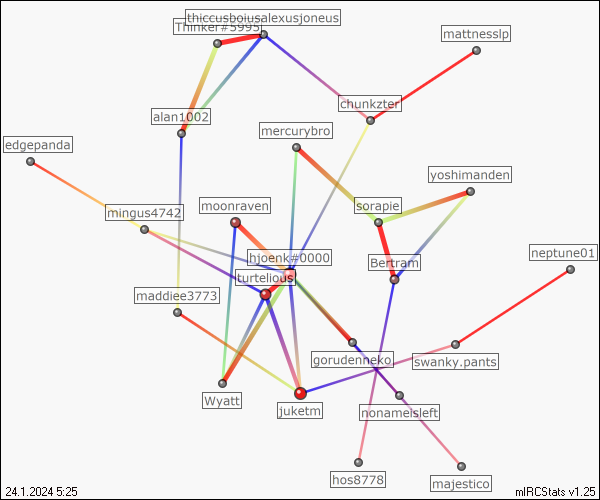 thiccusboiusalexusjoneus
Thinker#5995
mattnesslp
chunkzter
alan1002
mercurybro
edgepanda
yoshimanden
moonraven
sorapie
mingus4742
hjoenk#0000
neptune01
Bertram
turtelious
maddiee3773
gorudenneko
swanky.pants
Wyatt
juketm
nonameisleft
hos8778
majestico
24.1.2024 5:25
mIRCStats v1.25